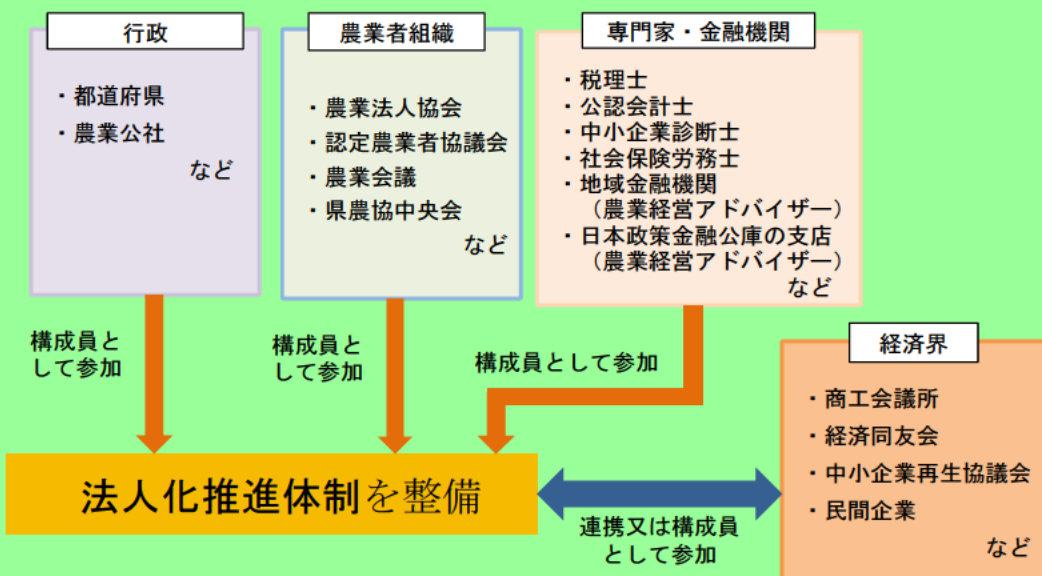 行政
・都道府県
・農業公社
など
農業者組織
・農業法人協会
・認定農業者協議会
・農業会議
・県農協中央会
など
専門家・金融機関
・税理士
・公認会計士
・中小企業診断士
・社会保険労務士
・地域金融機関
（農業経営アドバイザー）
・日本政策金融公庫の支店
（農業経営アドバイザー）
など
構成員と
して参加
構成員と
して参加
構成員として参加
経済界
・商工会議所
・経済同友会
・中小企業再生協議会
・民間企業
など
法人化推進体制を整備
連携又は構成員
として参加